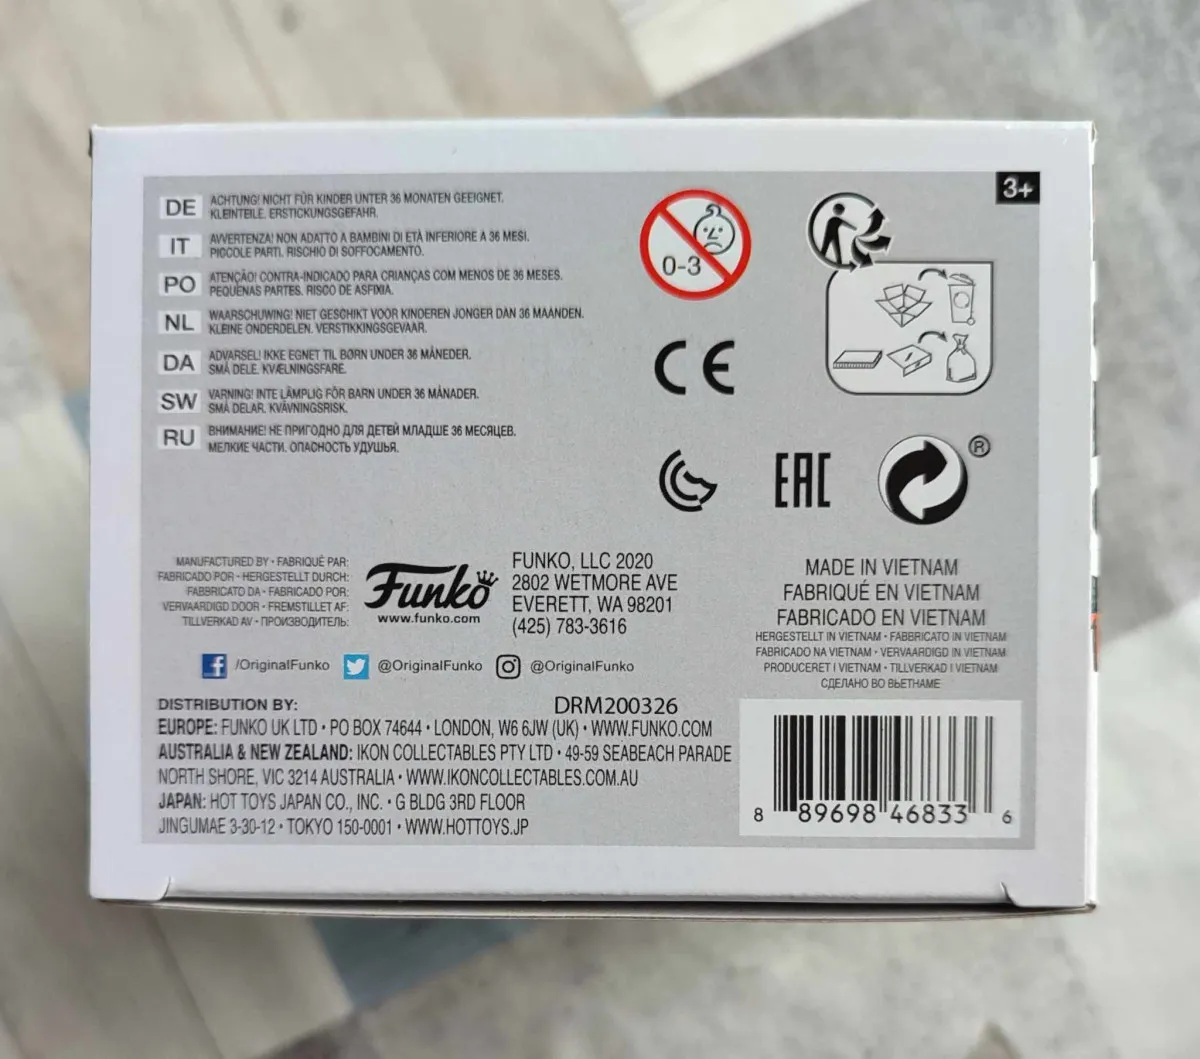 3+
DE
ACHTUNG! NICHT FÜR KINDER UNTER 36 MONATEN GEEIGNET.
KLEINTEILE. ERSTICKUNGSGEFAHR.
IT
AVVERTENZA! NON ADATTO A BAMBINI DI ETÀ INFERIORE A 36 MESI.
PICCOLE PARTI. RISCHIO DI SOFFOCAMENTO.
PO
ATENÇÃO! CONTRA-INDICADO PARA CRIANÇAS COM MENOS DE 36 MESES.
PEQUENAS PARTES. RISCO DE ASFIXIA.
NL
WAARSCHUWING! NIET GESCHIKT VOOR KINDEREN JONGER DAN 36 MAANDEN.
KLEINE ONDERDELEN. VERSTIKKINGSGEVAAR.
DA
ADVARSEL! IKKE EGNET TIL BØRN UNDER 36 MÅNEDER.
SMÅ DELE. KVÆLNINGSFARE.
SW
VARNING! INTE LÄMPLIG FÖR BARN UNDER 36 MÅNADER.
SMÅ DELAR. KVÄVNINGSRISK.
RU
ВНИМАНИЕ! НЕ ПРИГОДНО ДЛЯ ДЕТЕЙ МЛАДШЕ 36 МЕСЯЦЕВ.
МЕЛКИЕ ЧАСТИ. ОПАСНОСТЬ УДУШЬЯ.
0-3
CE
EAC
®
MANUFACTURED BY • FABRIQUÉ PAR:
FABRICADO POR • HERGESTELLT DURCH:
FABBRICATO DA • FABRICADO POR:
VERVAARDIGD DOOR • FREMSTILLET AF:
TILLVERKAD AV • ПРОИЗВОДИТЕЛЬ:
Funko
www.funko.com
FUNKO, LLC 2020
2802 WETMORE AVE
EVERETT, WA 98201
(425) 783-3616
MADE IN VIETNAM
FABRIQUÉ EN VIETNAM
FABRICADO EN VIETNAM
HERGESTELLT IN VIETNAM • FABBRICATO IN VIETNAM
FABRICADO NA VIETNAM • VERVAARDIGD IN VIETNAM
PRODUCERET I VIETNAM • TILLVERKAD I VIETNAM
СДЕЛАНО ВО ВЬЕТНАМЕ
/OriginalFunko @OriginalFunko @OriginalFunko
DISTRIBUTION BY: DRM200326
EUROPE: FUNKO UK LTD • PO BOX 74644 • LONDON, W6 6JW (UK) • WWW.FUNKO.COM
AUSTRALIA & NEW ZEALAND: IKON COLLECTABLES PTY LTD • 49-59 SEABEACH PARADE
NORTH SHORE, VIC 3214 AUSTRALIA • WWW.IKONCOLLECTABLES.COM.AU
JAPAN: HOT TOYS JAPAN CO., INC. • G BLDG 3RD FLOOR
JINGUMAE 3-30-12 • TOKYO 150-0001 • WWW.HOTTOYS.JP
8 89698 46833 6